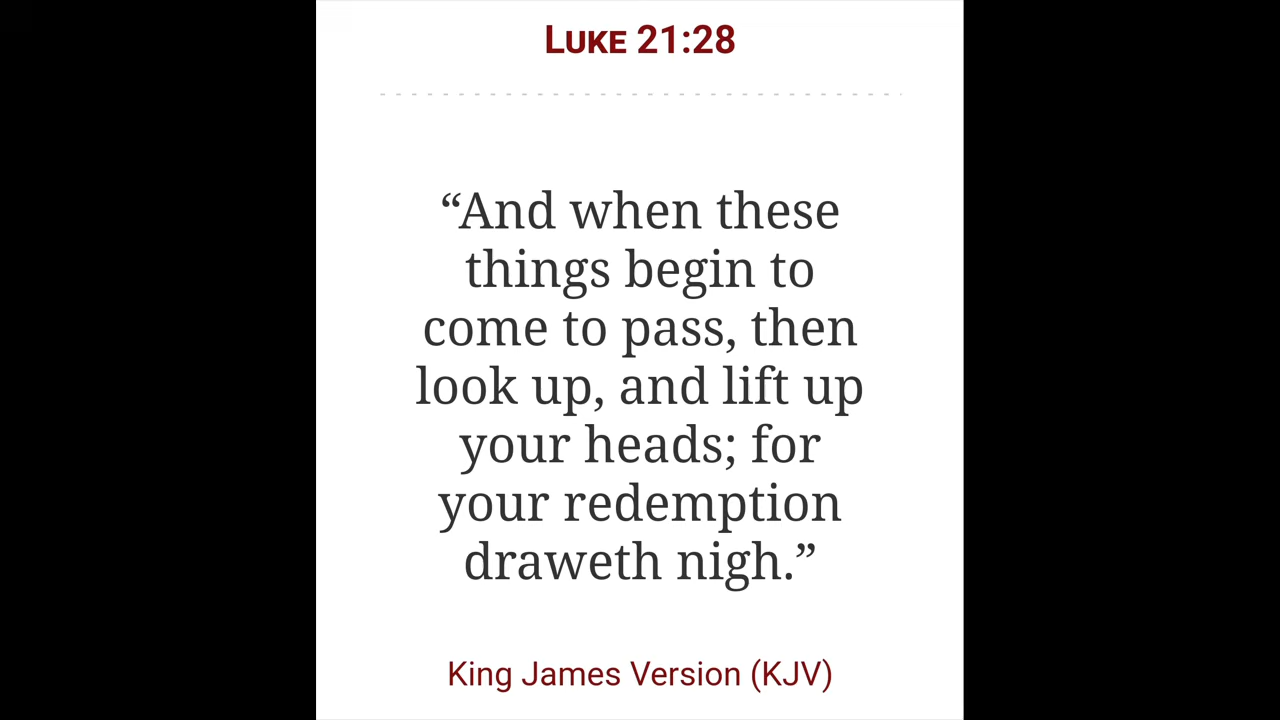 Luke 21:28
“And when these
things begin to
come to pass, then
look up, and lift up
your heads; for
your redemption
draweth nigh.”
King James Version (KJV)